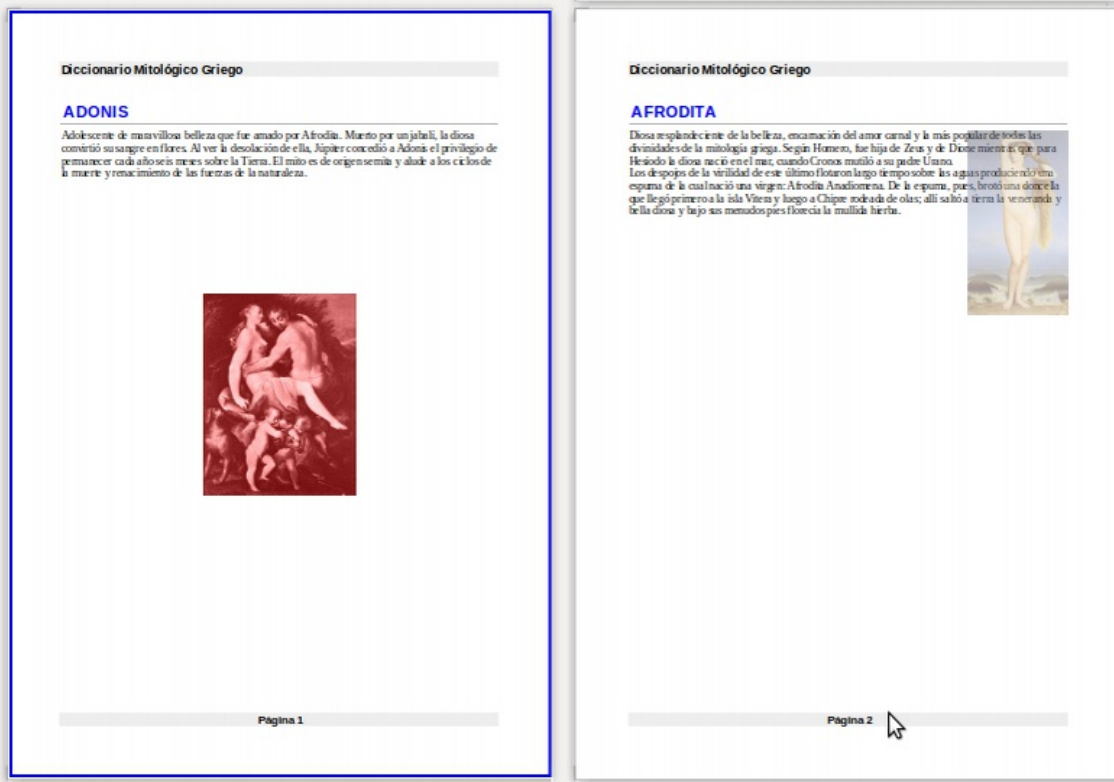 Diccionario Mitológico Griego
ADONIS
Adolescente de maravillosa belleza que fue amado por Afrodita. Muerto por un jabalí, la diosa
convirtió su sangre en flores. Al ver la desolación de ella, Júpiter concedió a Adonis el privilegio de
permanecer cada año seis meses sobre la Tierra. El mito es de origen semita y alude a los ciclos de
la muerte y renacimiento de las fuerzas de la naturaleza.
Página 1
Diccionario Mitológico Griego
AFRODITA
Diosa resplandeciente de la belleza, encarnación del amor carnal y la más popular de todas las
divinidades de la mitología griega. Según Homero, fue hija de Zeus y de Dione mientras que para
Hesíodo la diosa nació en el mar, cuando Cronos mutiló a su padre Urano.
Los despojos de la virilidad de este último flotaron largo tiempo sobre las aguas produciendo una
espuma de la cual nació una virgen: Afrodita Anadiomena. De la espuma, pues, brotó una doncella
que llegó primero a la isla Vitera y luego a Chipre rodeada de olas; allí saltó a tierra la veneranda y
bella diosa y bajo sus menudos pies florecía la mullida hierba.
Página 2